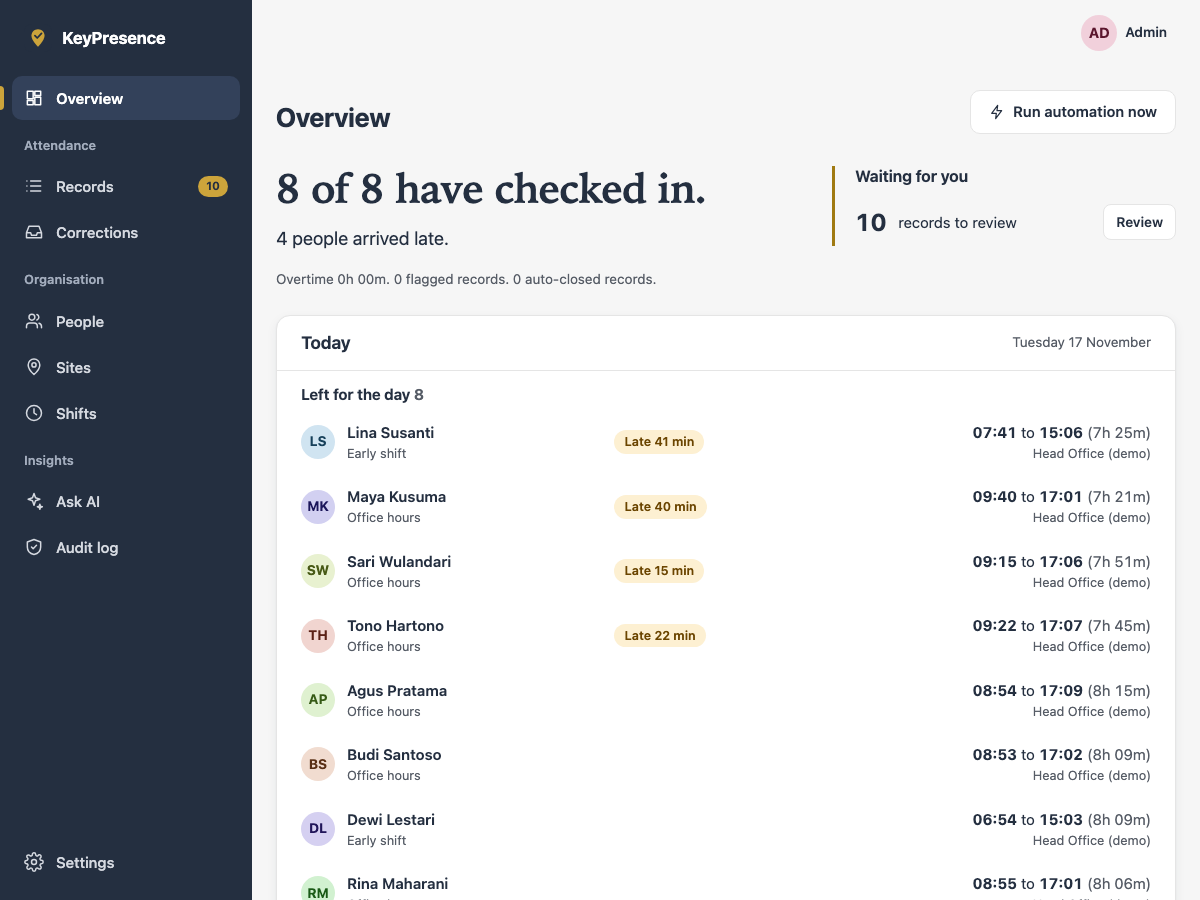 KeyPresence
Overview
Attendance
Records 10
Corrections
Organisation
People
Sites
Shifts
Insights
Ask AI
Audit log
Settings
AD Admin
Overview
Run automation now
8 of 8 have checked in.
4 people arrived late.
Overtime 0h 00m. 0 flagged records. 0 auto-closed records.
Waiting for you
10 records to review
Review
Today
Tuesday 17 November
Left for the day 8
LS Lina Susanti Late 41 min 07:41 to 15:06 (7h 25m)
Early shift Head Office (demo)
MK Maya Kusuma Late 40 min 09:40 to 17:01 (7h 21m)
Office hours Head Office (demo)
SW Sari Wulandari Late 15 min 09:15 to 17:06 (7h 51m)
Office hours Head Office (demo)
TH Tono Hartono Late 22 min 09:22 to 17:07 (7h 45m)
Office hours Head Office (demo)
AP Agus Pratama 08:54 to 17:09 (8h 15m)
Office hours Head Office (demo)
BS Budi Santoso 08:53 to 17:02 (8h 09m)
Office hours Head Office (demo)
DL Dewi Lestari 06:54 to 15:03 (8h 09m)
Early shift Head Office (demo)
RM Rina Maharani 08:55 to 17:01 (8h 06m)